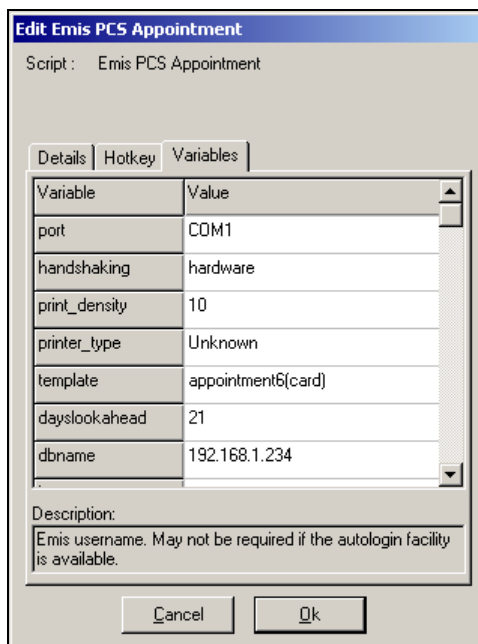 Edit Emis PCS Appointment
Script : Emis PCS Appointment
Details Hotkey Variables
Variable Value
port COM1
handshaking hardware
print_density 10
printer_type Unknown
template appointment6(card)
dayslookahead 21
dbname 192.168.1.234
Description:
Emis username. May not be required if the autologin facility
is available.
Cancel Ok